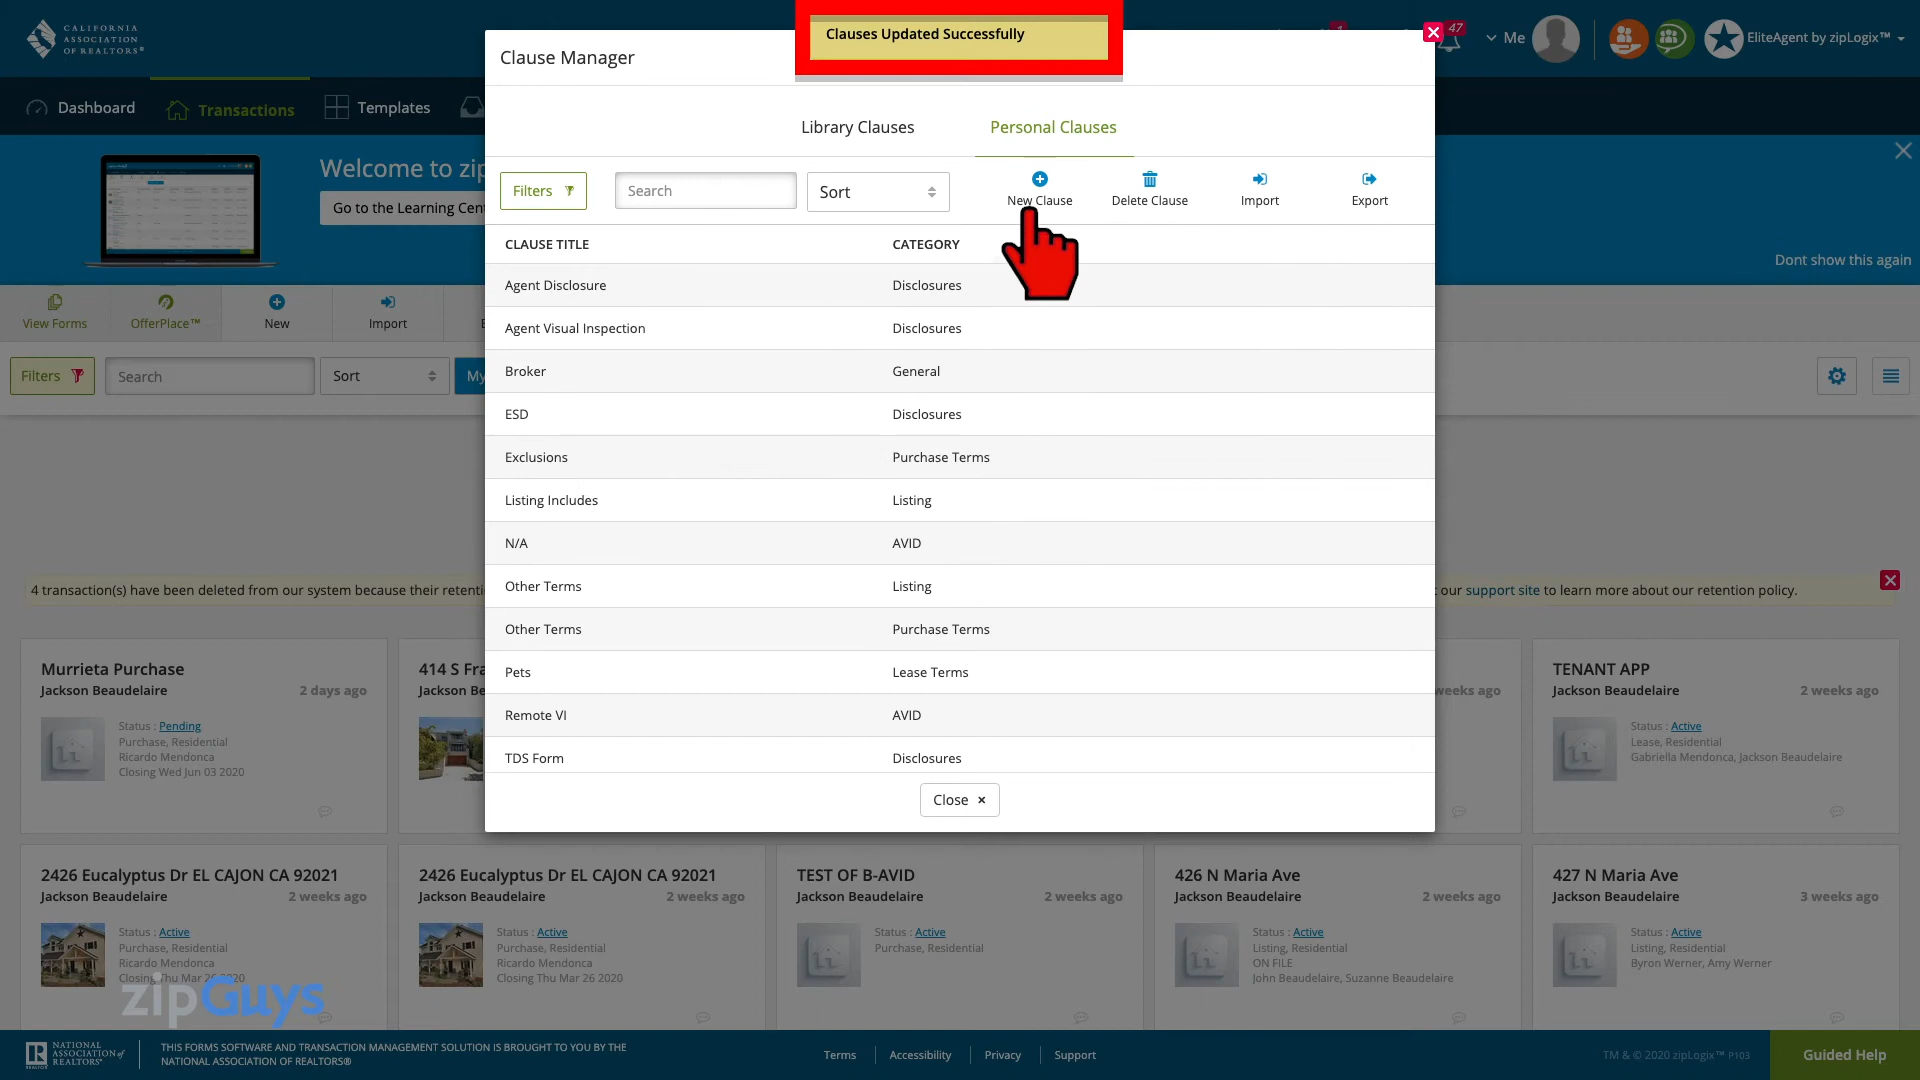 CALIFORNIA
ASSOCIATION
OF REALTORS®
Clauses Updated Successfully
47
Me
EliteAgent by zipLogix™
Clause Manager
Dashboard
Transactions
Templates
Library Clauses
Personal Clauses
Welcome to zip
Go to the Learning Cent
Filters
Search
Sort
New Clause
Delete Clause
Import
Export
Dont show this again
CLAUSE TITLE
CATEGORY
Agent Disclosure
Disclosures
Agent Visual Inspection
Disclosures
Broker
General
ESD
Disclosures
Exclusions
Purchase Terms
Listing Includes
Listing
N/A
AVID
Other Terms
Listing
Other Terms
Purchase Terms
Pets
Lease Terms
Remote VI
AVID
TDS Form
Disclosures
Close
View Forms
OfferPlace™
New
Import
Filters
Search
Sort
My
4 transaction(s) have been deleted from our system because their retenti
our support site to learn more about our retention policy.
Murrieta Purchase
Jackson Beaudelaire
2 days ago
Status : Pending
Purchase, Residential
Ricardo Mendonca
Closing Wed Jun 03 2020
414 S Fra
Jackson Be
weeks ago
TENANT APP
Jackson Beaudelaire
2 weeks ago
Status : Active
Lease, Residential
Gabriella Mendonca, Jackson Beaudelaire
2426 Eucalyptus Dr EL CAJON CA 92021
Jackson Beaudelaire
2 weeks ago
Status : Active
Purchase, Residential
Ricardo Mendonca
Closing Thu Mar 26 2020
2426 Eucalyptus Dr EL CAJON CA 92021
Jackson Beaudelaire
2 weeks ago
Status : Active
Purchase, Residential
Ricardo Mendonca
Closing Thu Mar 26 2020
TEST OF B-AVID
Jackson Beaudelaire
2 weeks ago
Status : Active
Purchase, Residential
426 N Maria Ave
Jackson Beaudelaire
2 weeks ago
Status : Active
Listing, Residential
ON FILE
John Beaudelaire, Suzanne Beaudelaire
427 N Maria Ave
Jackson Beaudelaire
3 weeks ago
Status : Active
Listing, Residential
Byron Werner, Amy Werner
zipGuys
NATIONAL
ASSOCIATION of
REALTORS®
THIS FORMS SOFTWARE AND TRANSACTION MANAGEMENT SOLUTION IS BROUGHT TO YOU BY THE
NATIONAL ASSOCIATION OF REALTORS®
Terms
Accessibility
Privacy
Support
TM & © 2020 zipLogix™ P103
Guided Help